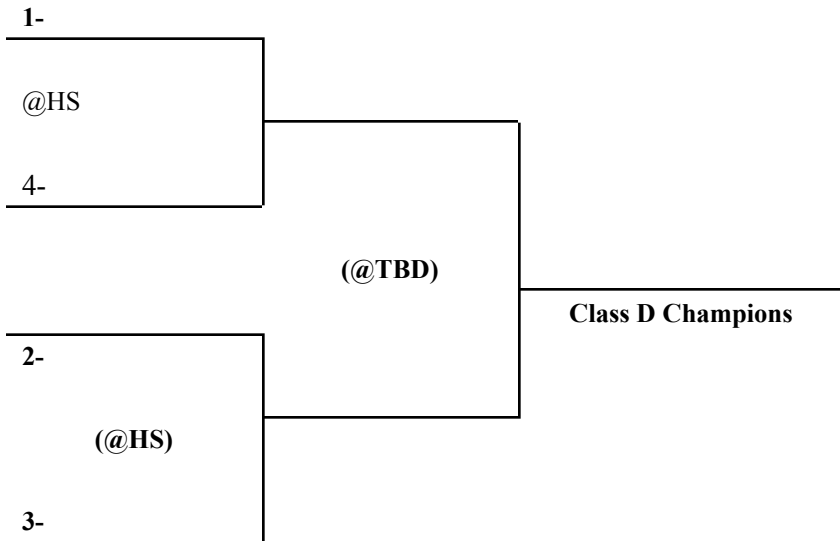 1-
@HS
4-
(@TBD)
Class D Champions
2-
(@HS)
3-